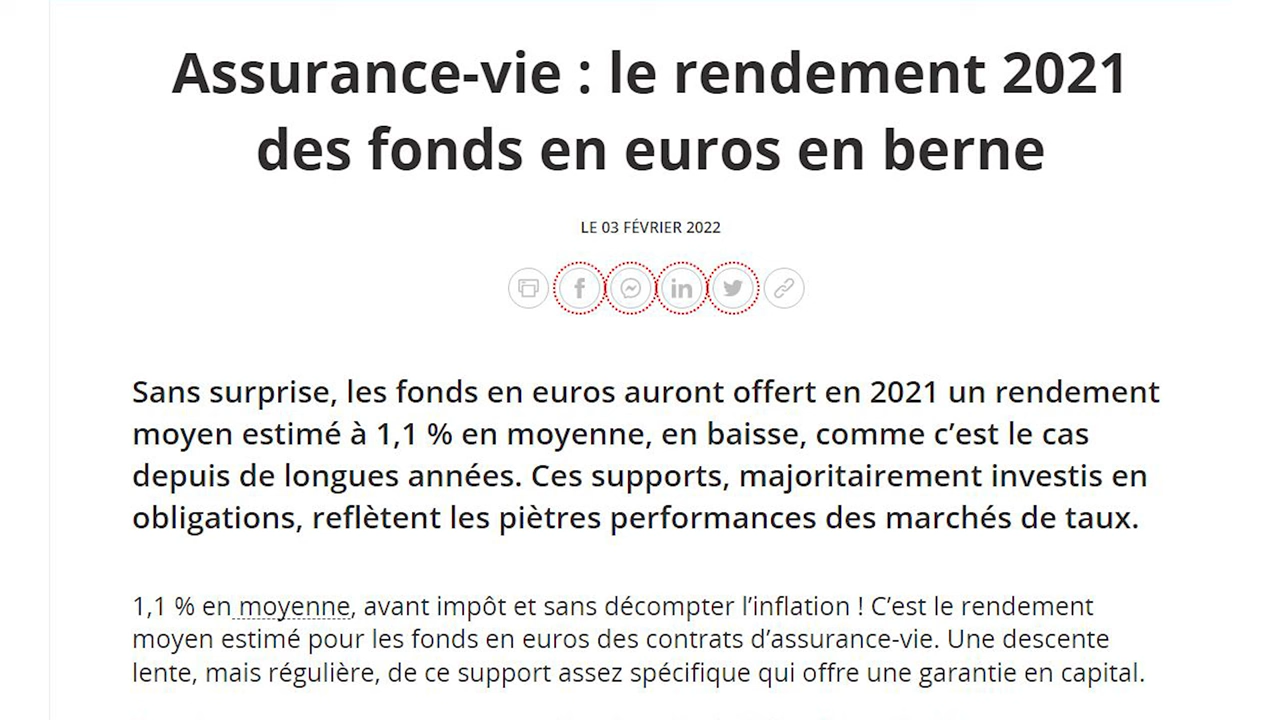 Assurance-vie : le rendement 2021
des fonds en euros en berne
LE 03 FÉVRIER 2022
Sans surprise, les fonds en euros auront offert en 2021 un rendement
moyen estimé à 1,1 % en moyenne, en baisse, comme c’est le cas
depuis de longues années. Ces supports, majoritairement investis en
obligations, reflètent les piètres performances des marchés de taux.
1,1 % en moyenne, avant impôt et sans décompter l’inflation ! C’est le rendement
moyen estimé pour les fonds en euros des contrats d’assurance-vie. Une descente
lente, mais régulière, de ce support assez spécifique qui offre une garantie en capital.